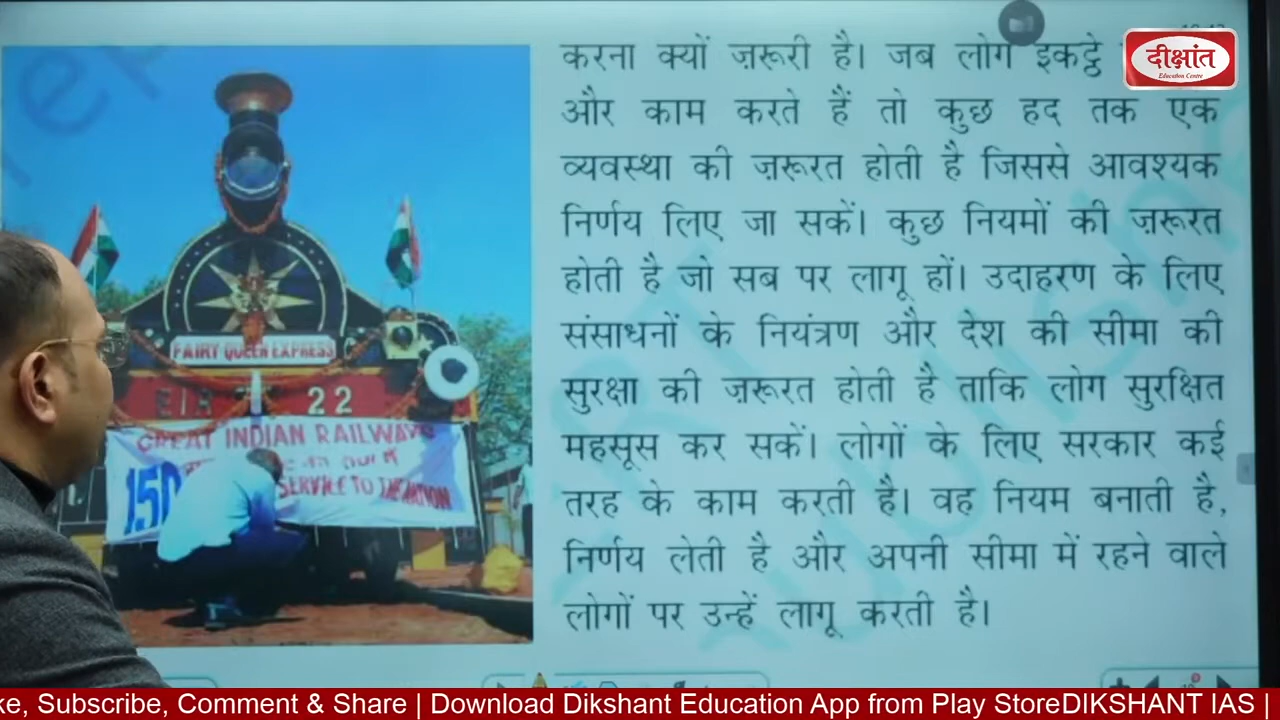 करना क्यों ज़रूरी है। जब लोग इकट्ठे
और काम करते हैं तो कुछ हद तक एक
व्यवस्था की ज़रूरत होती है जिससे आवश्यक
निर्णय लिए जा सकें। कुछ नियमों की ज़रूरत
होती है जो सब पर लागू हों। उदाहरण के लिए
संसाधनों के नियंत्रण और देश की सीमा की
सुरक्षा की ज़रूरत होती है ताकि लोग सुरक्षित
महसूस कर सकें। लोगों के लिए सरकार कई
तरह के काम करती है। वह नियम बनाती है,
निर्णय लेती है और अपनी सीमा में रहने वाले
लोगों पर उन्हें लागू करती है।
दीक्षांत
Education Centre
FAIRY QUEEN EXPRESS
EIR 22
GREAT INDIAN RAILWAYS
150
SERVICE TO THE NATION
ke, Subscribe, Comment & Share | Download Dikshant Education App from Play StoreDIKSHANT IAS |